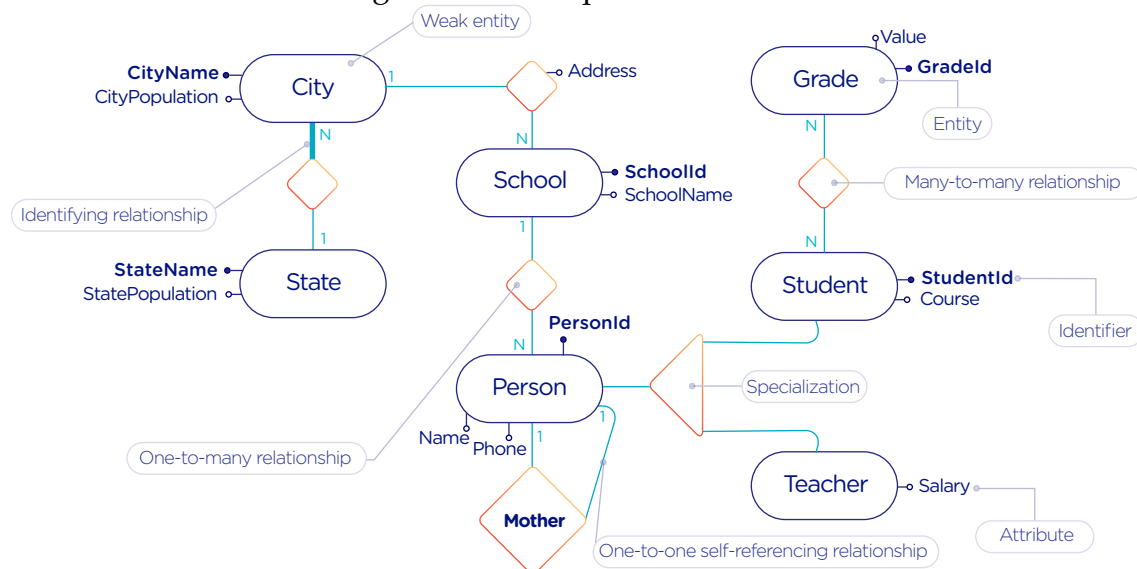 Weak entity
Value
CityName
City
1
Address
Grade
GradeId
CityPopulation
N
N
N
Entity
School
SchoolId
SchoolName
Many-to-many relationship
Identifying relationship
1
1
N
StateName
State
StatePopulation
Student
StudentId
Course
PersonId
Identifier
N
Person
Specialization
1
Name
Phone
1
One-to-many relationship
Teacher
Salary
Mother
Attribute
One-to-one self-referencing relationship